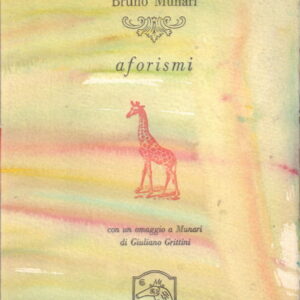 Bruno Munari
aforismi
con un omaggio a Munari
di Giuliano Grittini